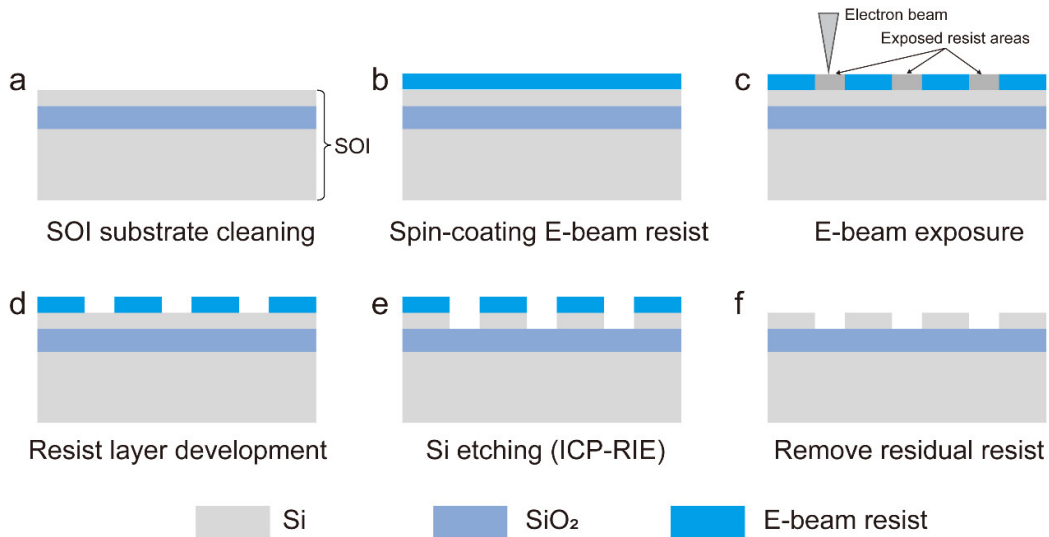 a
SOI
SOI substrate cleaning
b
Spin-coating E-beam resist
c
Electron beam
Exposed resist areas
E-beam exposure
d
Resist layer development
e
Si etching (ICP-RIE)
f
Remove residual resist
Si
SiO₂
E-beam resist